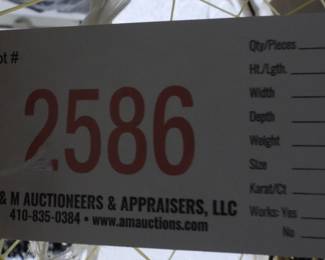 ot #
2586
& M AUCTIONEERS & APPRAISERS, LLC
410-835-0384 • www.amauctions.com
Qty/Pieces
Ht./Lgth.
Width
Depth
Weight
Size
Karat/Ct
Works: Yes
No